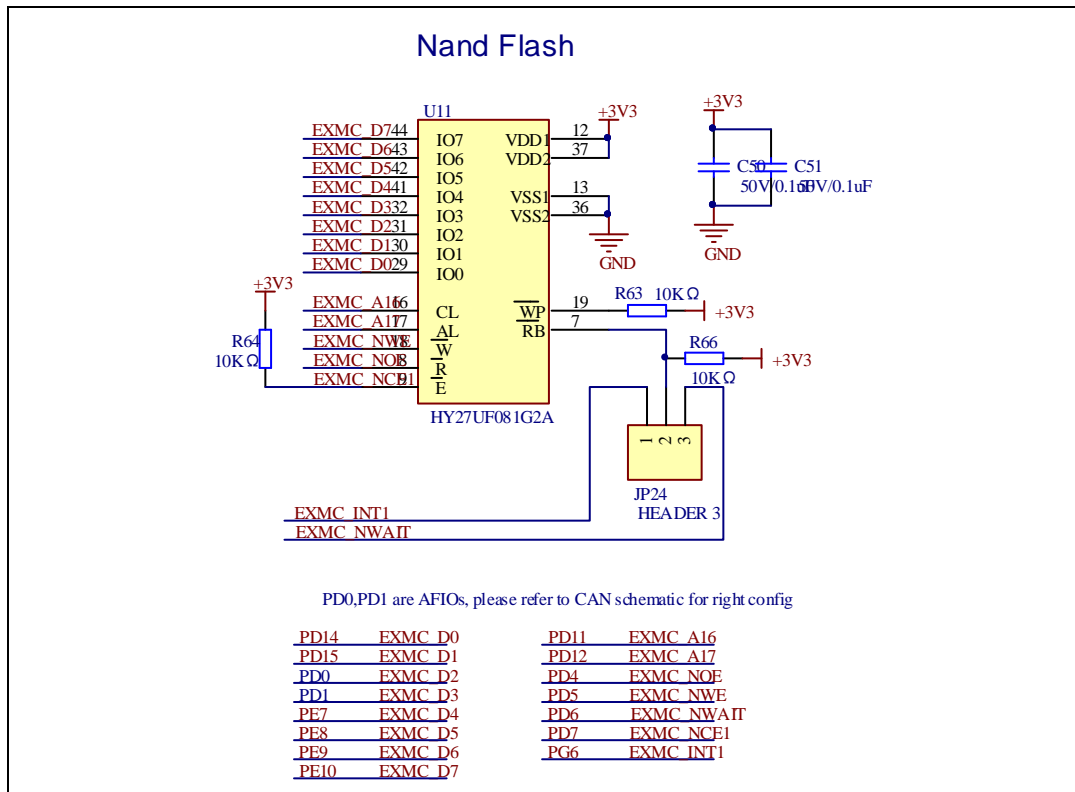 Nand Flash
U11
+3V3
+3V3
EXMC_D7 44 IO7 VDD1 12
EXMC_D6 43 IO6 VDD2 37
EXMC_D5 42 IO5
EXMC_D4 41 IO4 VSS1 13
EXMC_D3 32 IO3 VSS2 36
EXMC_D2 31 IO2
EXMC_D1 30 IO1
EXMC_D0 29 IO0
C50 C51
50V/0.1uF 50V/0.1uF
GND
GND
+3V3
EXMC_A16 16 CL WP 19 R63 10KΩ +3V3
EXMC_A17 17 AL RB 7
R64
10KΩ
EXMC_NWE 18 W
EXMC_NOE 8 R
EXMC_NCE1 9 E
R66
10KΩ
+3V3
HY27UF081G2A
1 2 3
JP24
HEADER 3
EXMC_INT1
EXMC_NWAIT
PD0,PD1 are AFIOs, please refer to CAN schematic for right config
PD14 EXMC_D0 PD11 EXMC_A16
PD15 EXMC_D1 PD12 EXMC_A17
PD0 EXMC_D2 PD4 EXMC_NOE
PD1 EXMC_D3 PD5 EXMC_NWE
PE7 EXMC_D4 PD6 EXMC_NWAIT
PE8 EXMC_D5 PD7 EXMC_NCE1
PE9 EXMC_D6 PG6 EXMC_INT1
PE10 EXMC_D7